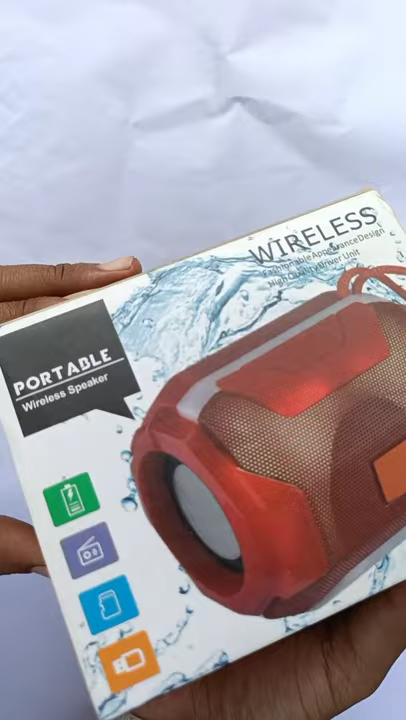 WIRELESS
Fashionable Appearance Design
High Quality Driver Unit
PORTABLE
Wireless Speaker